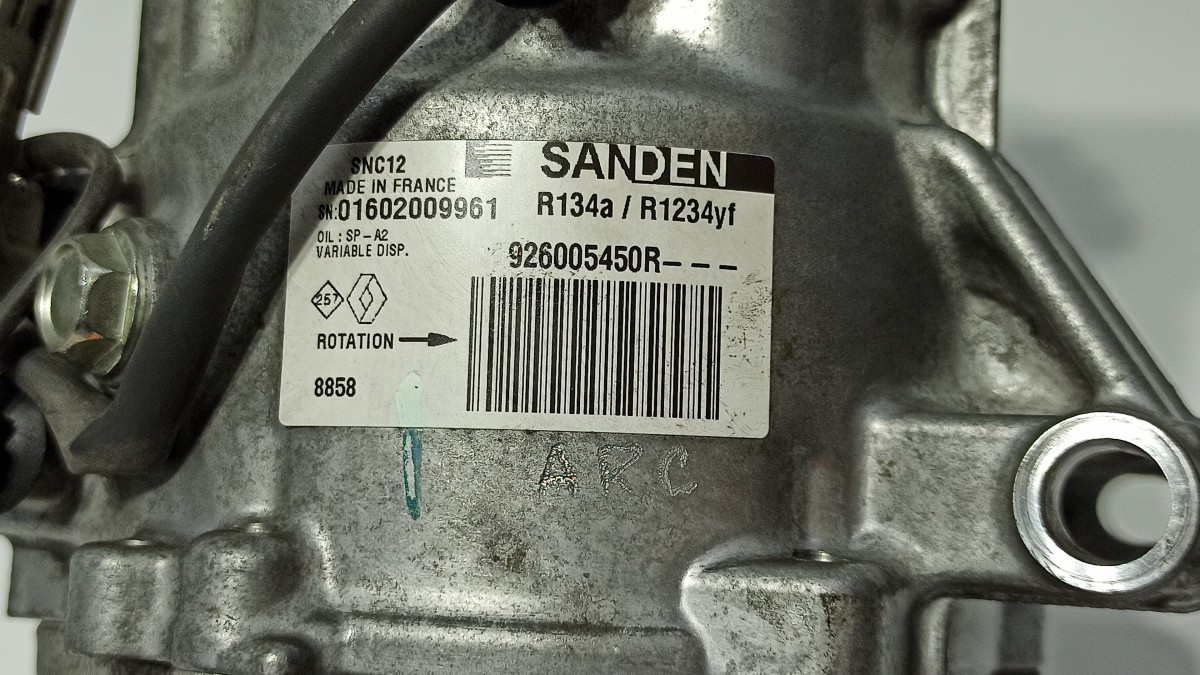 SNC12
MADE IN FRANCE
SN:01602009961
SANDEN
R134a / R1234yf
OIL : SP-A2
VARIABLE DISP.
926005450R---
257
ROTATION
8858
ARC